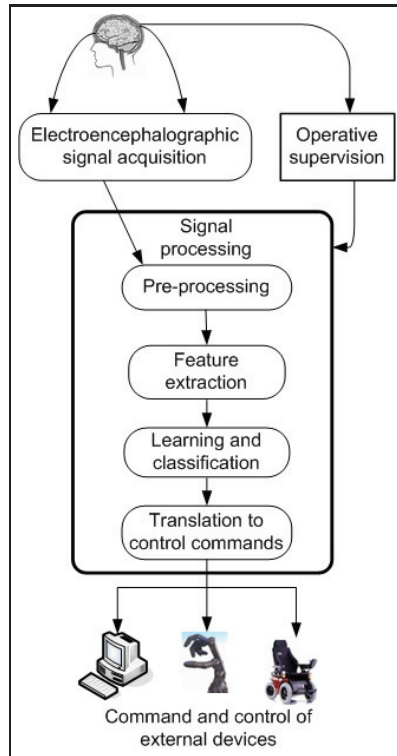 Electroencephalographic
signal acquisition
Operative
supervision
Signal
processing
Pre-processing
Feature
extraction
Learning and
classification
Translation to
control commands
Command and control of
external devices